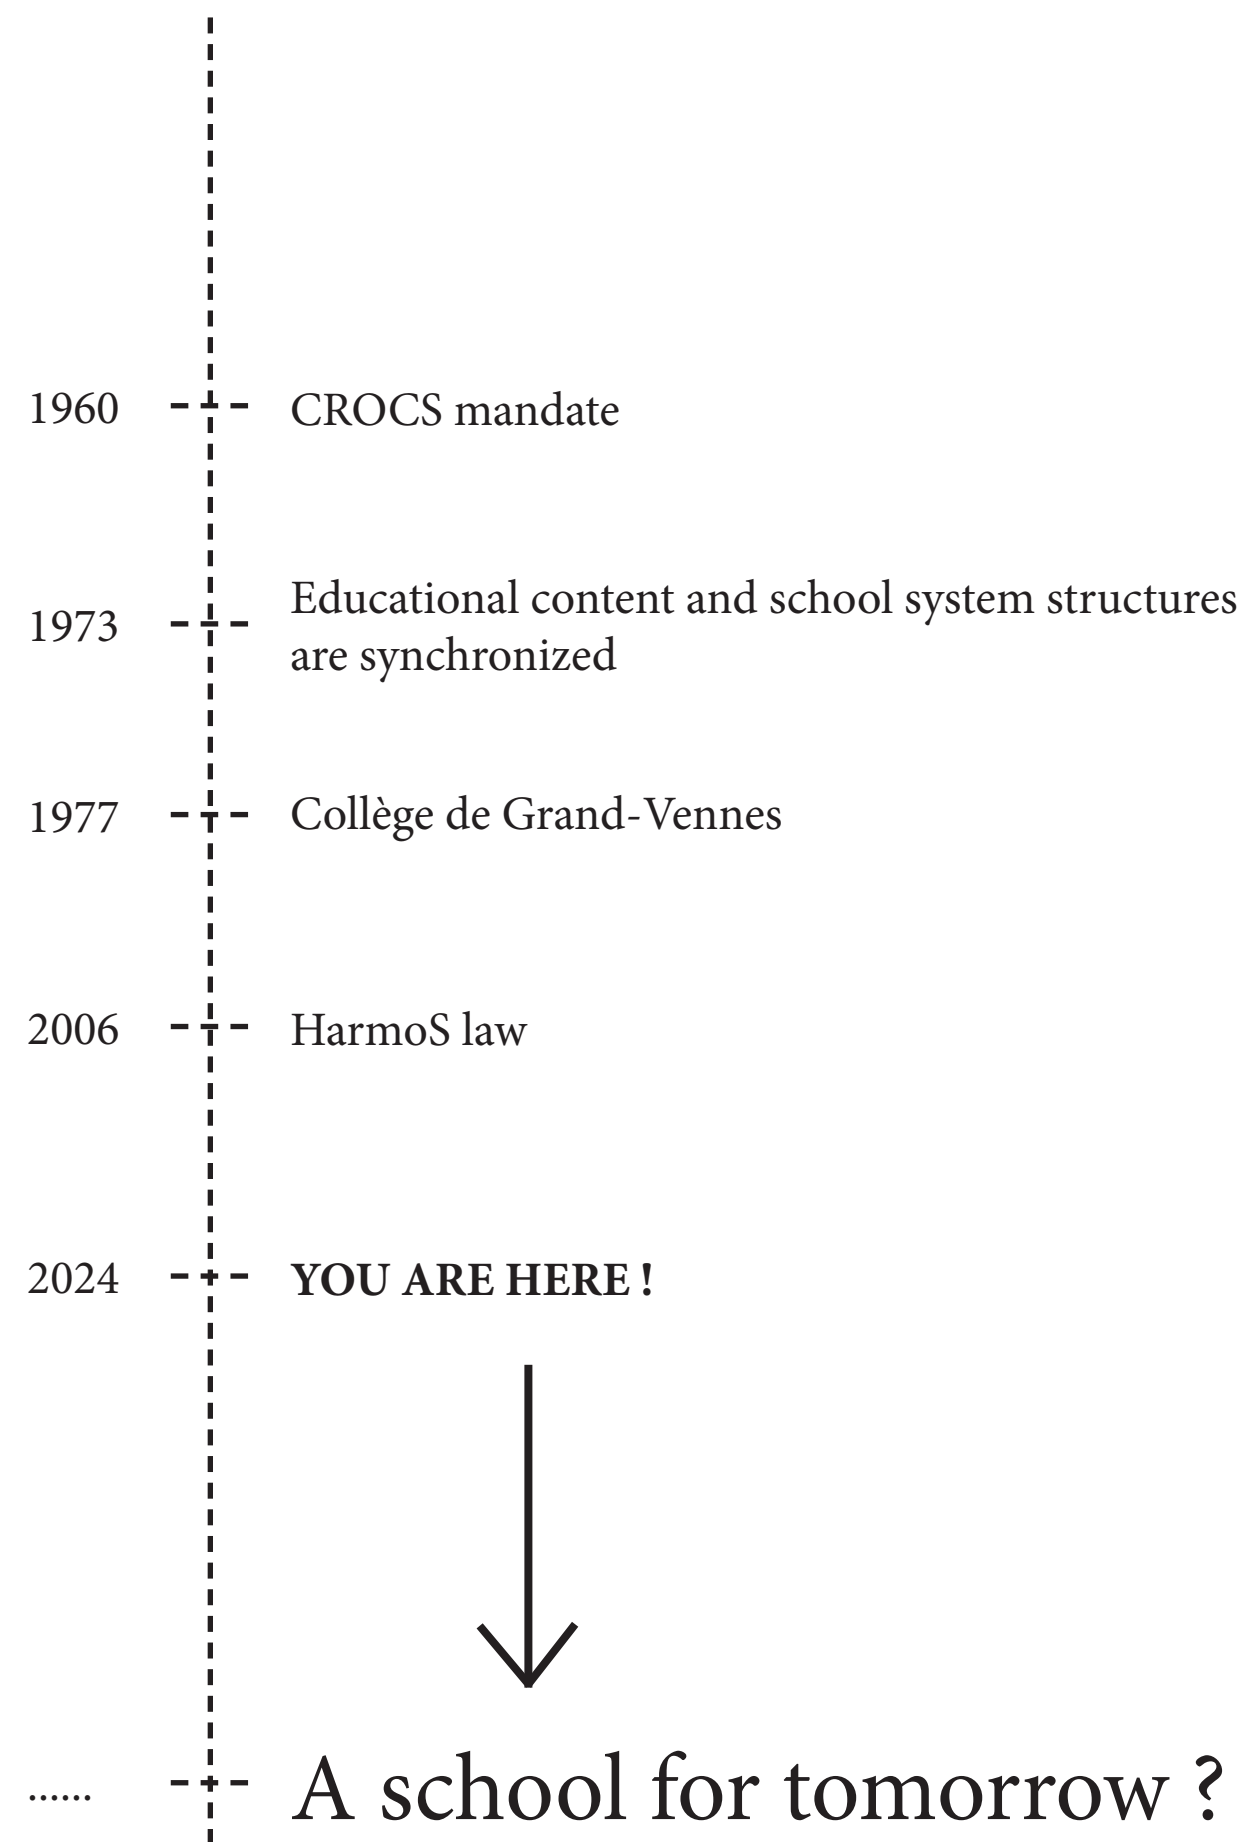 1960 CROCS mandate
1973 Educational content and school system structures
are synchronized
1977 Collège de Grand-Vennes
2006 HarmoS law
2024 YOU ARE HERE !
...... A school for tomorrow ?